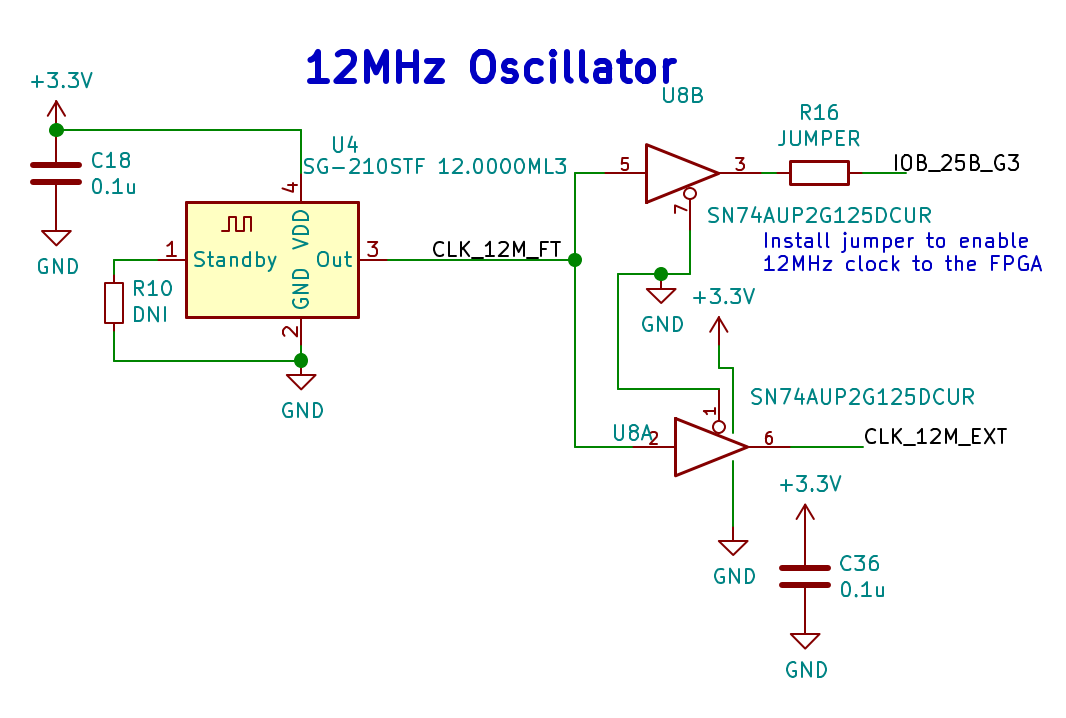 12MHz Oscillator
+3.3V
C18
0.1u
GND
U4
SG-210STF 12.0000ML3
4
1
Standby
VDD
GND
Out
3
2
R10
DNI
GND
CLK_12M_FT
U8B
5
3
7
SN74AUP2G125DCUR
R16
JUMPER
IOB_25B_G3
Install jumper to enable
12MHz clock to the FPGA
GND
+3.3V
SN74AUP2G125DCUR
1
U8A
2
6
CLK_12M_EXT
GND
+3.3V
C36
0.1u
GND